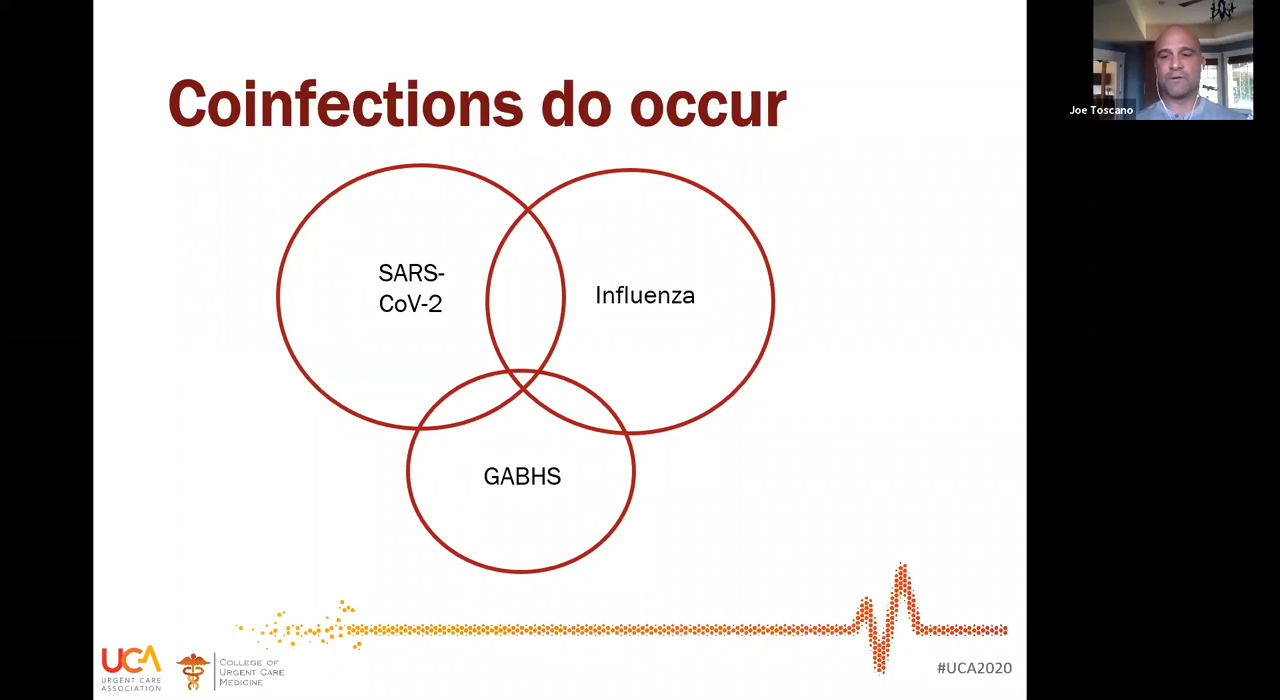 Coinfections do occur
Joe Toscano
SARS-
CoV-2
Influenza
GABHS
UCA
URGENT CARE
ASSOCIATION
COLLEGE OF
URGENT CARE
MEDICINE
#UCA2020